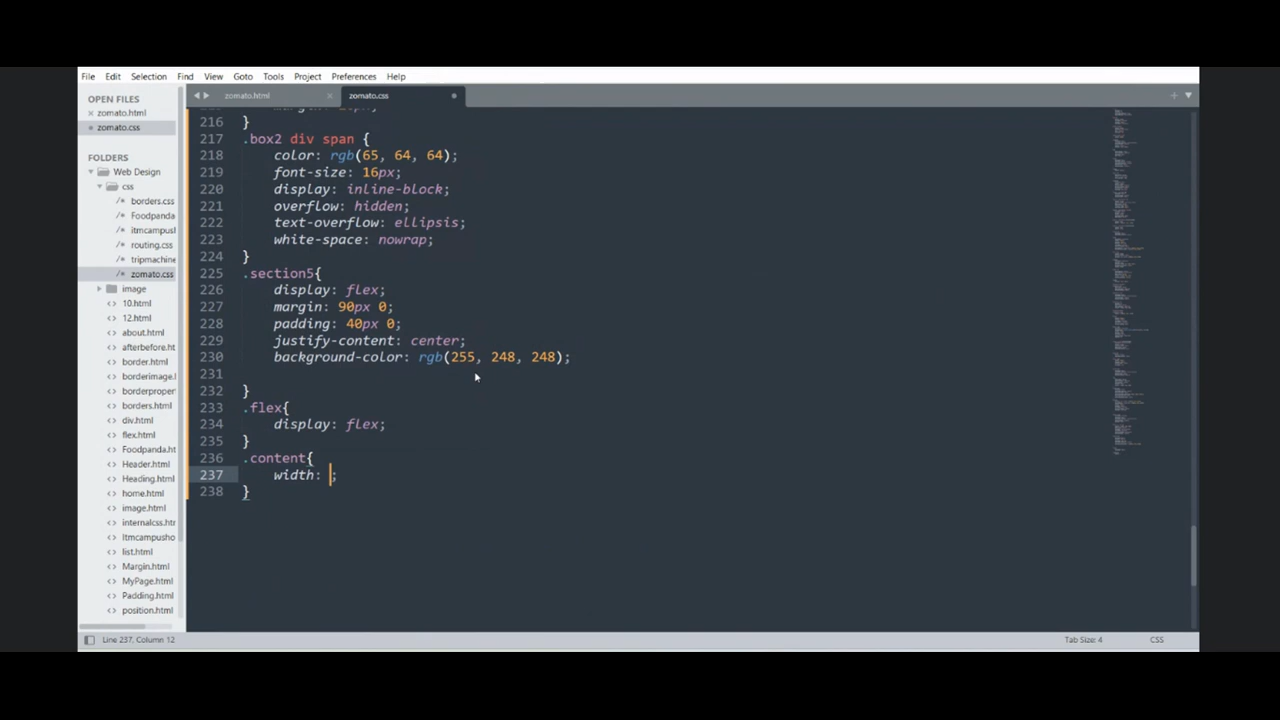 File Edit Selection Find View Goto Tools Project Preferences Help
OPEN FILES
zomato.html
zomato.css
FOLDERS
Web Design
css
borders.css
Foodpanda
itmcampusl
routing.css
tripmachine
zomato.css
image
10.html
12.html
about.html
afterbefore.ht
border.html
borderimage.
borderpropert
borders.html
div.html
flex.html
Foodpanda.ht
Header.html
Heading.html
home.html
image.html
internalcss.htr
Itmcampusho
list.html
Margin.html
MyPage.html
Padding.html
position.html
zomato.html zomato.css
216 }
217 .box2 div span {
218 color: rgb(65, 64, 64);
219 font-size: 16px;
220 display: inline-block;
221 overflow: hidden;
222 text-overflow: ellipsis;
223 white-space: nowrap;
224 }
225 .section5{
226 display: flex;
227 margin: 90px 0;
228 padding: 40px 0;
229 justify-content: center;
230 background-color: rgb(255, 248, 248);
231
232 }
233 .flex{
234 display: flex;
235 }
236 .content{
237 width: ;
238 }
Line 237, Column 12
Tab Size: 4 CSS